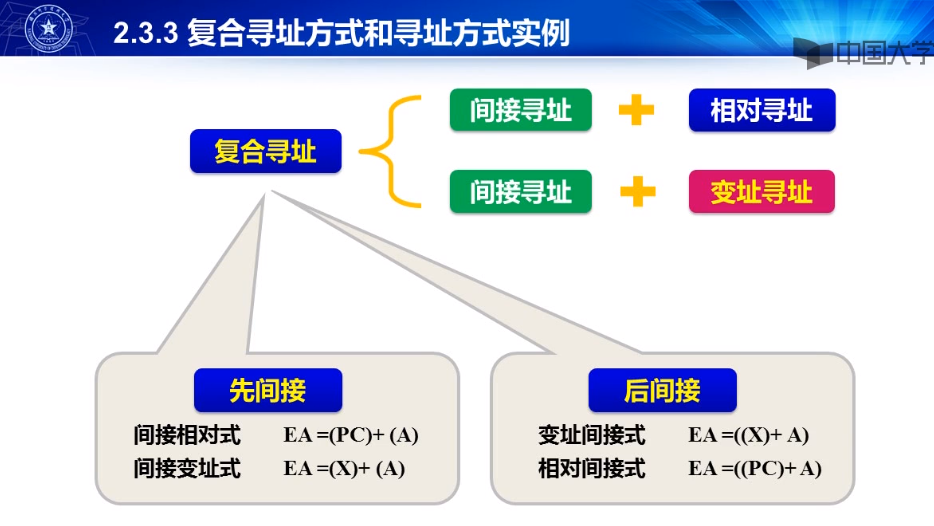 2.3.3 复合寻址方式和寻址方式实例
中国大学
间接寻址
相对寻址
复合寻址
间接寻址
变址寻址
先间接
间接相对式 EA =(PC)+ (A)
间接变址式 EA =(X)+ (A)
后间接
变址间接式 EA =((X)+ A)
相对间接式 EA =((PC)+ A)